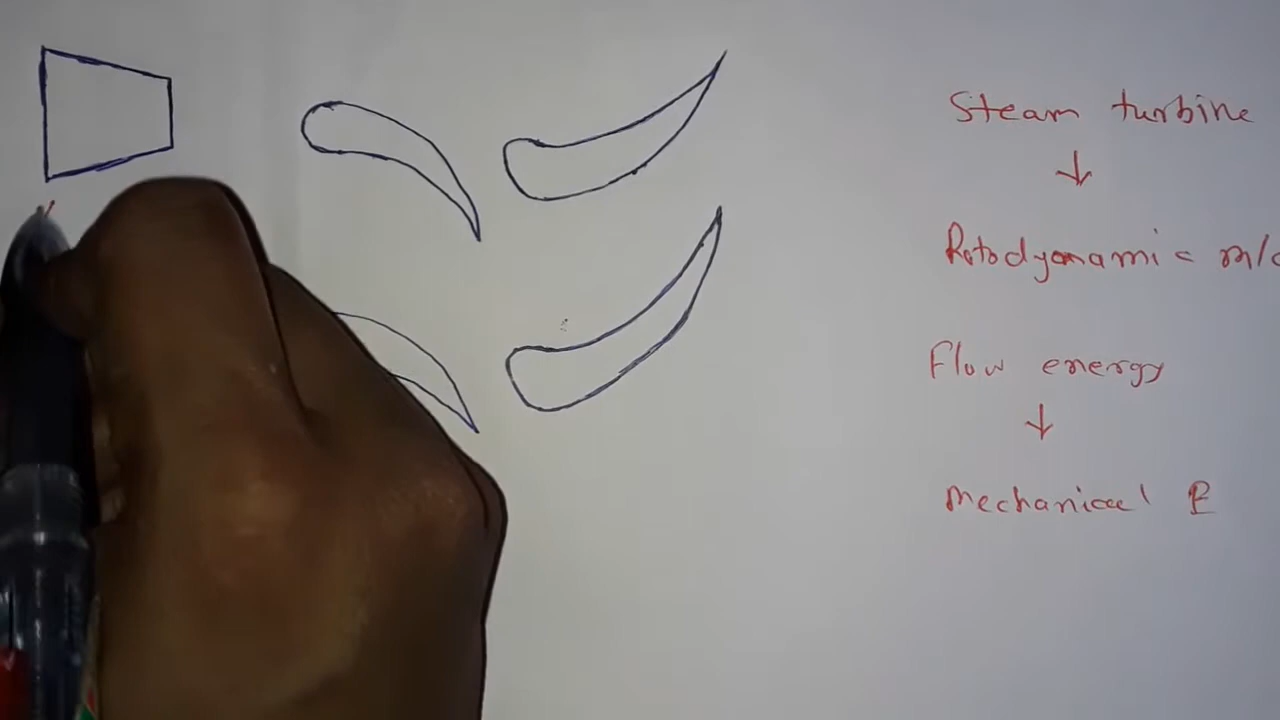 Steam turbine
↓
Rotodynamic m/c
Flow energy
↓
Mechanical E